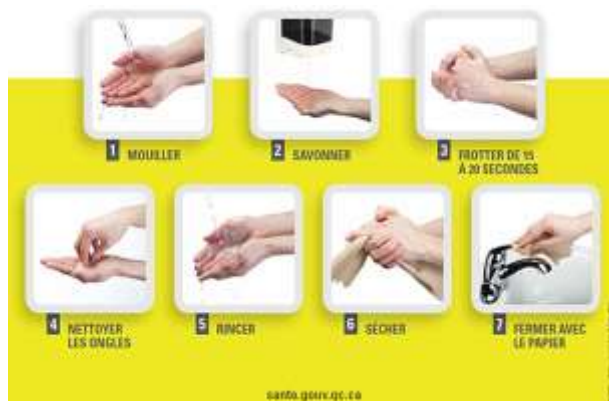 1 MOUILLER
2 SAVONNER
3 FROTTER DE 15
À 20 SECONDES
4 NETTOYER
LES ONGLES
5 RINCER
6 SÉCHER
7 FERMER AVEC
LE PAPIER
sante.gouv.qc.ca